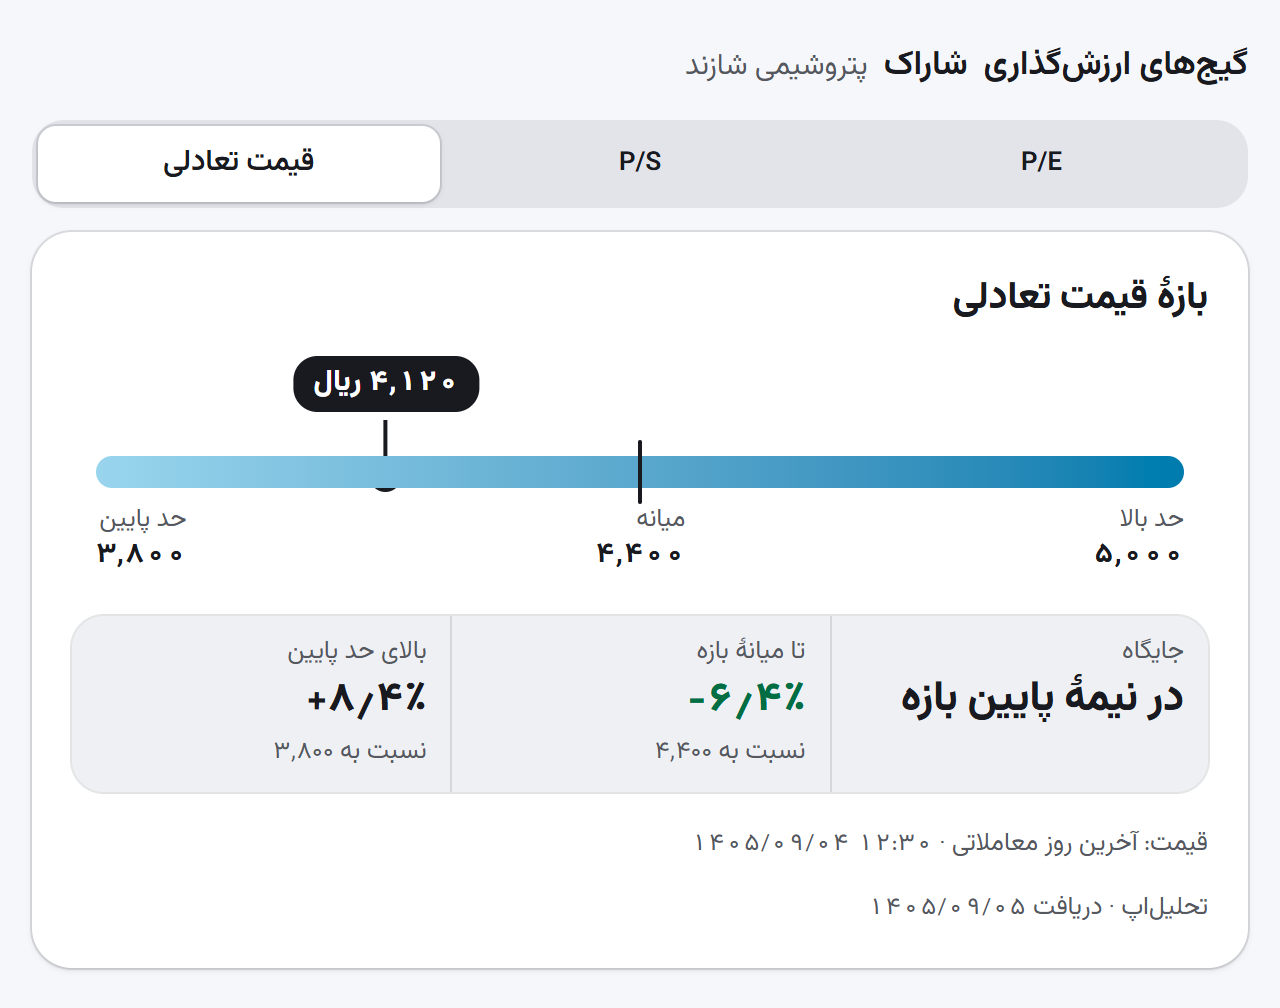 گیج‌های ارزش‌گذاری شاراک پتروشیمی شازند
P/E
P/S
قیمت تعادلی
بازهٔ قیمت تعادلی
۴,۱۲۰ ریال
حد بالا
۵,۰۰۰
میانه
۴,۴۰۰
حد پایین
۳,۸۰۰
جایگاه
در نیمهٔ پایین بازه
تا میانهٔ بازه
-۶٫۴٪
نسبت به ۴,۴۰۰
بالای حد پایین
+۸٫۴٪
نسبت به ۳,۸۰۰
قیمت: آخرین روز معاملاتی · ۱۴۰۵/۰۹/۰۴ ۱۲:۳۰
تحلیل‌اپ · دریافت ۱۴۰۵/۰۹/۰۵